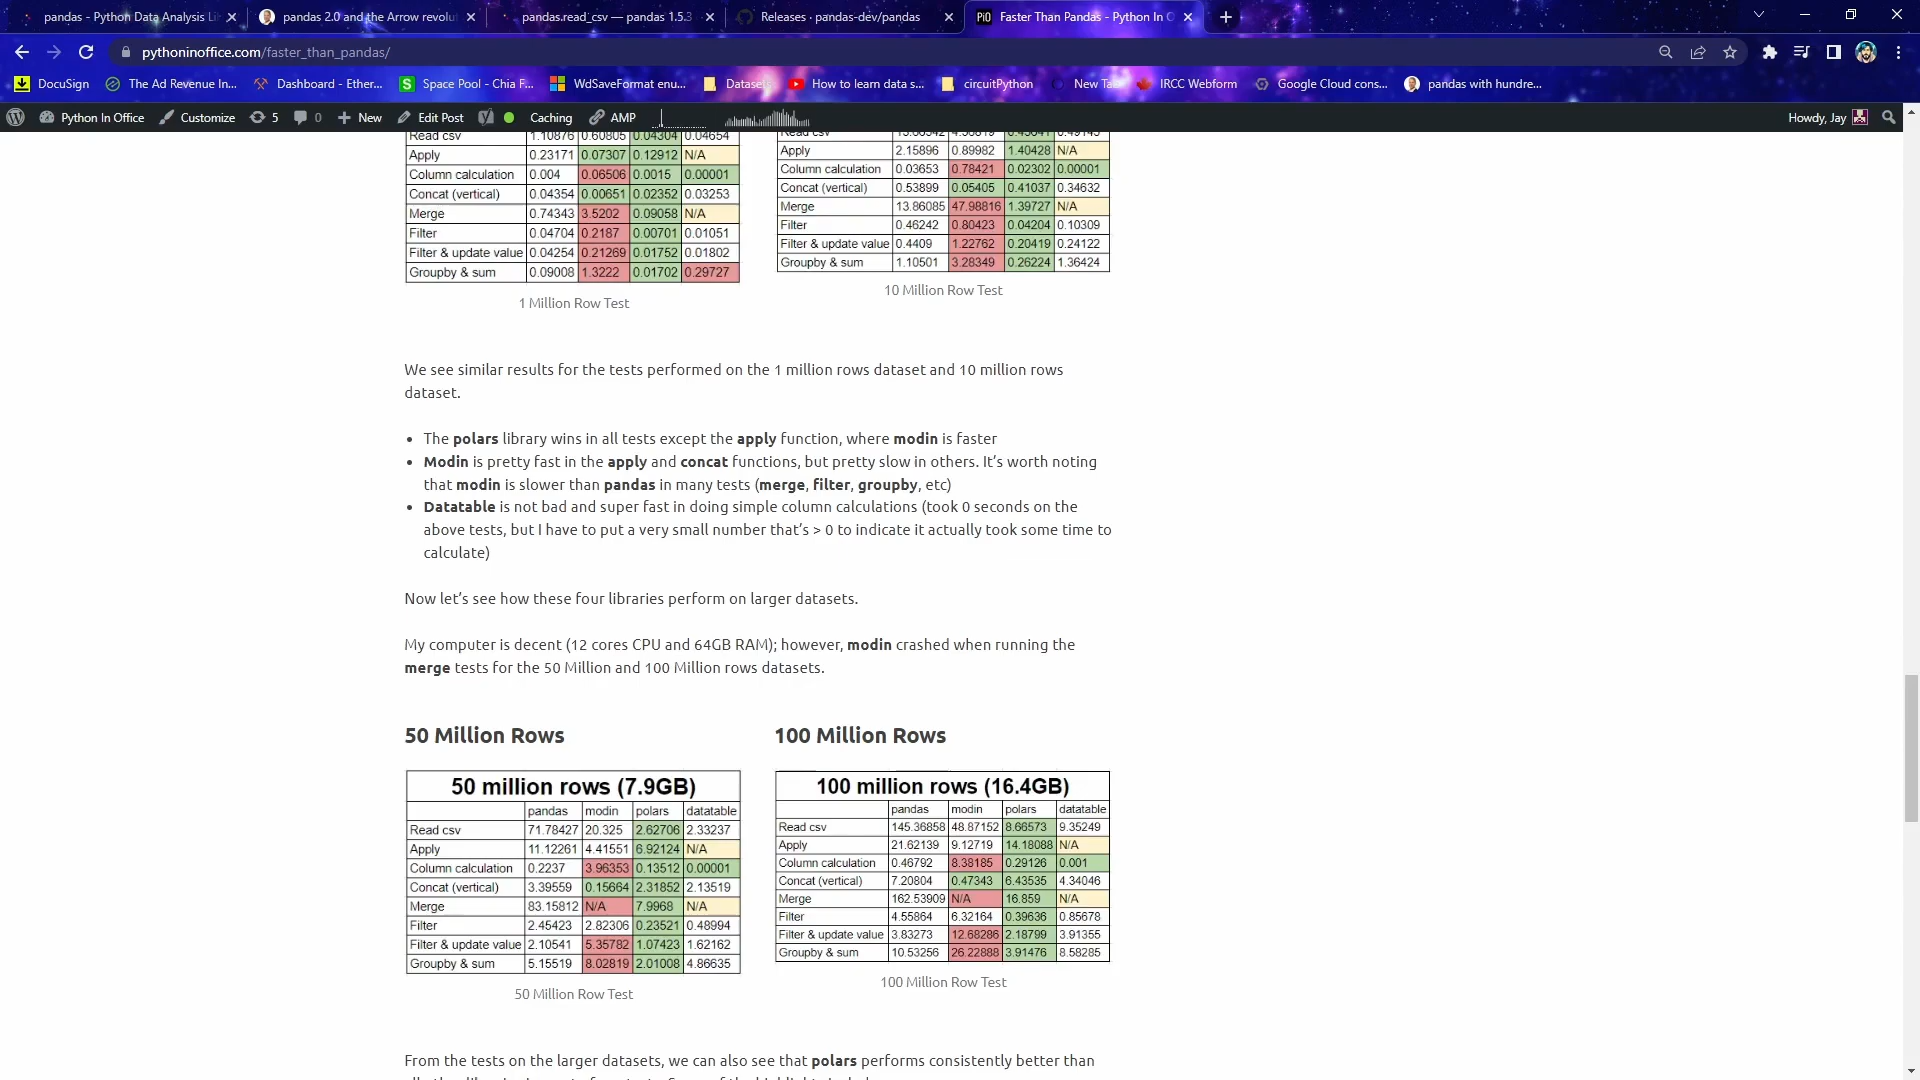 pandas - Python Data Analysis Li
pandas 2.0 and the Arrow revolu
pandas.read_csv — pandas 1.5.3
Releases · pandas-dev/pandas
PiO Faster Than Pandas - Python In O
pythoninoffice.com/faster_than_pandas/
DocuSign
The Ad Revenue In...
Dashboard - Ether...
S Space Pool - Chia F...
WdSaveFormat enu...
Datasets
How to learn data s...
circuitPython
New Tab
IRCC Webform
Google Cloud cons...
pandas with hundre...
Python In Office Customize 5 0 New Edit Post Caching AMP Howdy, Jay
Read csv 1.10876 0.60805 0.04304 0.04654
Apply 0.23171 0.07307 0.12912 N/A
Column calculation 0.004 0.06506 0.0015 0.00001
Concat (vertical) 0.04354 0.00651 0.02352 0.03253
Merge 0.74343 3.5202 0.09058 N/A
Filter 0.04704 0.2187 0.00701 0.01051
Filter & update value 0.04254 0.21269 0.01752 0.01802
Groupby & sum 0.09008 1.3222 0.01702 0.29727
1 Million Row Test
Read csv
Apply 2.15896 0.89982 1.40428 N/A
Column calculation 0.03653 0.78421 0.02302 0.00001
Concat (vertical) 0.53899 0.05405 0.41037 0.34632
Merge 13.86085 47.98816 1.39727 N/A
Filter 0.46242 0.80423 0.04204 0.10309
Filter & update value 0.4409 1.22762 0.20419 0.24122
Groupby & sum 1.10501 3.28349 0.26224 1.36424
10 Million Row Test
We see similar results for the tests performed on the 1 million rows dataset and 10 million rows
dataset.
• The polars library wins in all tests except the apply function, where modin is faster
• Modin is pretty fast in the apply and concat functions, but pretty slow in others. It's worth noting
that modin is slower than pandas in many tests (merge, filter, groupby, etc)
• Datatable is not bad and super fast in doing simple column calculations (took 0 seconds on the
above tests, but I have to put a very small number that's > 0 to indicate it actually took some time to
calculate)
Now let's see how these four libraries perform on larger datasets.
My computer is decent (12 cores CPU and 64GB RAM); however, modin crashed when running the
merge tests for the 50 Million and 100 Million rows datasets.
50 Million Rows
50 million rows (7.9GB)
pandas modin polars datatable
Read csv 71.78427 20.325 2.62706 2.33237
Apply 11.12261 4.41551 6.92124 N/A
Column calculation 0.2237 3.96353 0.13512 0.00001
Concat (vertical) 3.39559 0.15664 2.31852 2.13519
Merge 83.15812 N/A 7.9968 N/A
Filter 2.45423 2.82306 0.23521 0.48994
Filter & update value 2.10541 5.35782 1.07423 1.62162
Groupby & sum 5.15519 8.02819 2.01008 4.86635
50 Million Row Test
100 Million Rows
100 million rows (16.4GB)
pandas modin polars datatable
Read csv 145.36858 48.87152 8.66573 9.35249
Apply 21.62139 9.12719 14.18088 N/A
Column calculation 0.46792 8.38185 0.29126 0.001
Concat (vertical) 7.20804 0.47343 6.43535 4.34046
Merge 162.53909 N/A 16.859 N/A
Filter 4.55864 6.32164 0.39636 0.85678
Filter & update value 3.83273 12.68286 2.18799 3.91355
Groupby & sum 10.53256 26.22888 3.91476 8.58285
100 Million Row Test
From the tests on the larger datasets, we can also see that polars performs consistently better than